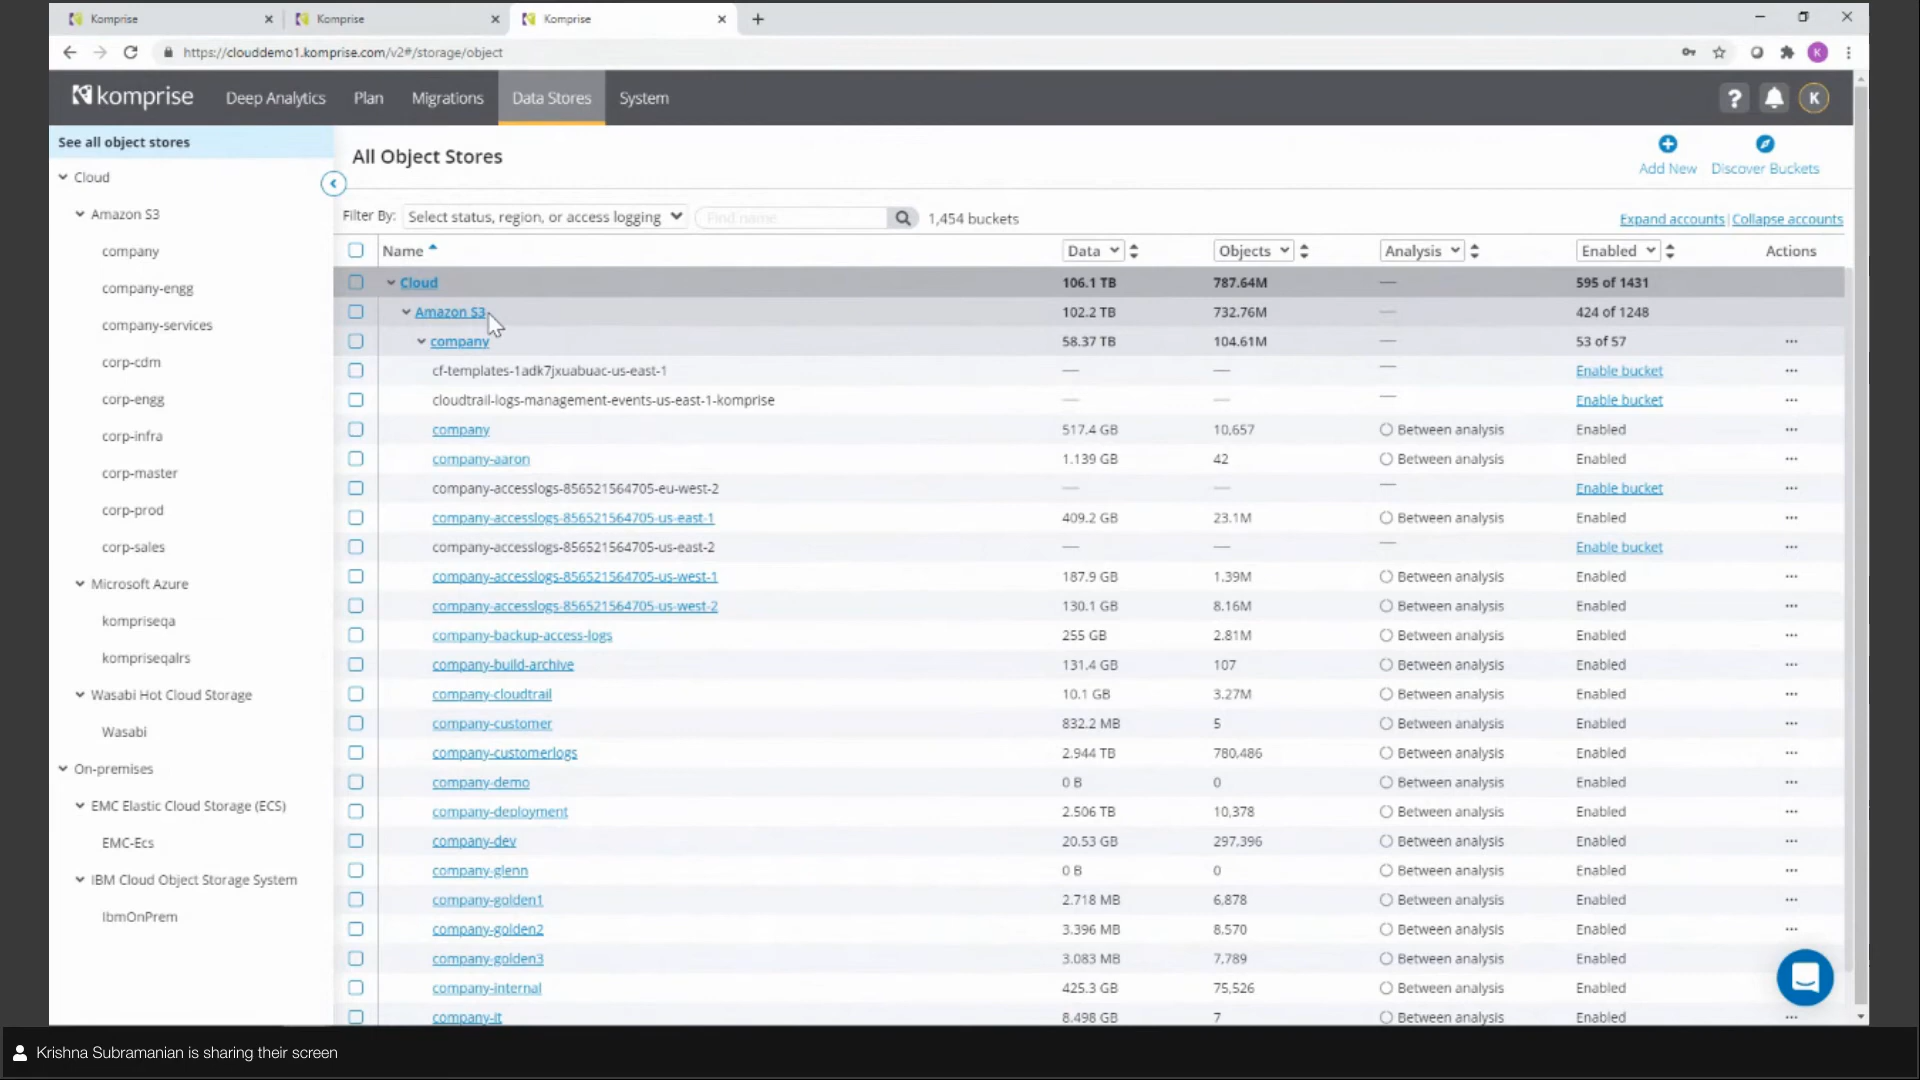 Komprise
Komprise
Komprise
https://clouddemo1.komprise.com/v2#/storage/object
K
komprise
Deep Analytics
Plan
Migrations
Data Stores
System
?
K
See all object stores
Cloud
Amazon S3
company
company-engg
company-services
corp-cdm
corp-engg
corp-infra
corp-master
corp-prod
corp-sales
Microsoft Azure
kompriseqa
kompriseqalrs
Wasabi Hot Cloud Storage
Wasabi
On-premises
EMC Elastic Cloud Storage (ECS)
EMC-Ecs
IBM Cloud Object Storage System
IbmOnPrem
All Object Stores
Add New
Discover Buckets
Filter By: Select status, region, or access logging Find name 1,454 buckets Expand accounts | Collapse accounts
Name Data Objects Analysis Enabled Actions
Cloud 106.1 TB 787.64M — 595 of 1431
Amazon S3 102.2 TB 732.76M — 424 of 1248
company 58.37 TB 104.61M — 53 of 57 ...
cf-templates-1adk7jxuabuac-us-east-1 — — — Enable bucket ...
cloudtrail-logs-management-events-us-east-1-komprise — — — Enable bucket ...
company 517.4 GB 10,657 Between analysis Enabled ...
company-aaron 1.139 GB 42 Between analysis Enabled ...
company-accesslogs-856521564705-eu-west-2 — — — Enable bucket ...
company-accesslogs-856521564705-us-east-1 409.2 GB 23.1M Between analysis Enabled ...
company-accesslogs-856521564705-us-east-2 — — — Enable bucket ...
company-accesslogs-856521564705-us-west-1 187.9 GB 1.39M Between analysis Enabled ...
company-accesslogs-856521564705-us-west-2 130.1 GB 8.16M Between analysis Enabled ...
company-backup-access-logs 255 GB 2.81M Between analysis Enabled ...
company-build-archive 131.4 GB 107 Between analysis Enabled ...
company-cloudtrail 10.1 GB 3.27M Between analysis Enabled ...
company-customer 832.2 MB 5 Between analysis Enabled ...
company-customerlogs 2.944 TB 780,486 Between analysis Enabled ...
company-demo 0 B 0 Between analysis Enabled ...
company-deployment 2.506 TB 10,378 Between analysis Enabled ...
company-dev 20.53 GB 297,396 Between analysis Enabled ...
company-glenn 0 B 0 Between analysis Enabled ...
company-golden1 2.718 MB 6,878 Between analysis Enabled ...
company-golden2 3.396 MB 8,570 Between analysis Enabled ...
company-golden3 3.083 MB 7,789 Between analysis Enabled ...
company-internal 425.3 GB 75,526 Between analysis Enabled ...
company-it 8.498 GB 7 Between analysis Enabled ...
Krishna Subramanian is sharing their screen